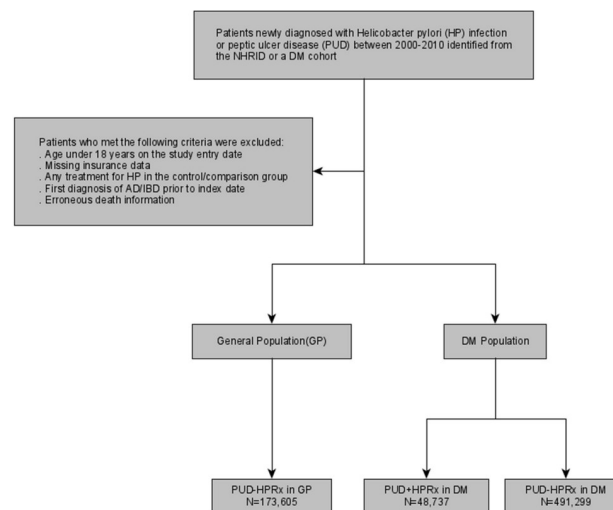 Patients newly diagnosed with Helicobacter pylori (HP) infection
or peptic ulcer disease (PUD) between 2000-2010 identified from
the NHRID or a DM cohort
Patients who met the following criteria were excluded:
. Age under 18 years on the study entry date
. Missing insurance data
. Any treatment for HP in the control/comparison group
. First diagnosis of AD/IBD prior to index date
. Erroneous death information
General Population(GP)
DM Population
PUD-HPRx in GP
N=173,605
PUD+HPRx in DM
N=48,737
PUD-HPRx in DM
N=491,299